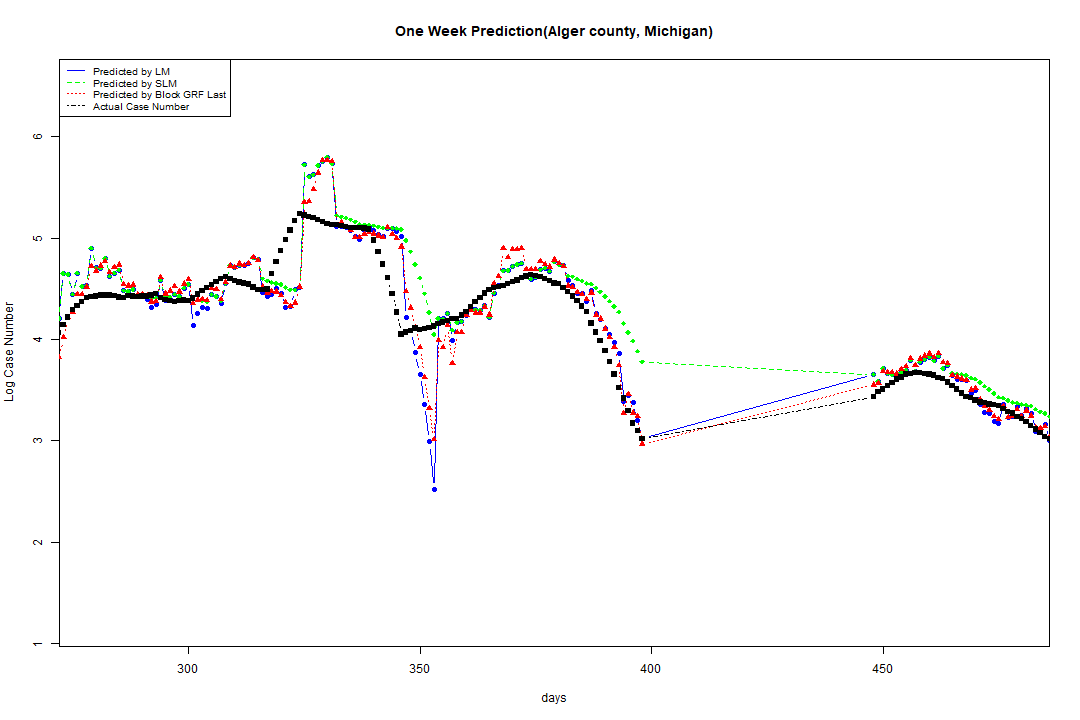 One Week Prediction(Alger county, Michigan)
Predicted by LM
Predicted by SLM
Predicted by Block GRF Last
Actual Case Number
6
5
4
3
2
1
Log Case Number
300
350
400
450
days